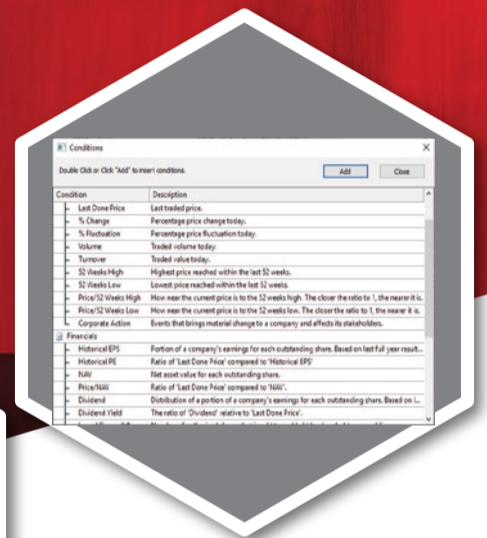 Conditions
Double Click or Click "Add" to insert conditions.
Add
Close
Condition Description
Last Done Price Last traded price.
% Change Percentage price change today.
% Fluctuation Percentage price fluctuation today.
Volume Traded volume today.
Turnover Traded value today.
52 Weeks High Highest price reached within the last 52 weeks.
52 Weeks Low Lowest price reached within the last 52 weeks.
Price/52 Weeks High How near the current price is to the 52 weeks high. The closer the ratio to 1, the nearer it is.
Price/52 Weeks Low How near the current price is to the 52 weeks low. The closer the ratio to 1, the nearer it is.
Corporate Action Events that brings material change to a company and affects its stakeholders.
Financials
Historical EPS Portion of a company's earnings for each outstanding share. Based on last full year result...
Historical PE Ratio of 'Last Done Price' compared to 'Historical EPS'
NAV Net asset value for each outstanding share.
Price/NAV Ratio of 'Last Done Price' compared to 'NAV'.
Dividend Distribution of a portion of a company's earnings for each outstanding share. Based on l...
Dividend Yield The ratio of 'Dividend' relative to 'Last Done Price'.